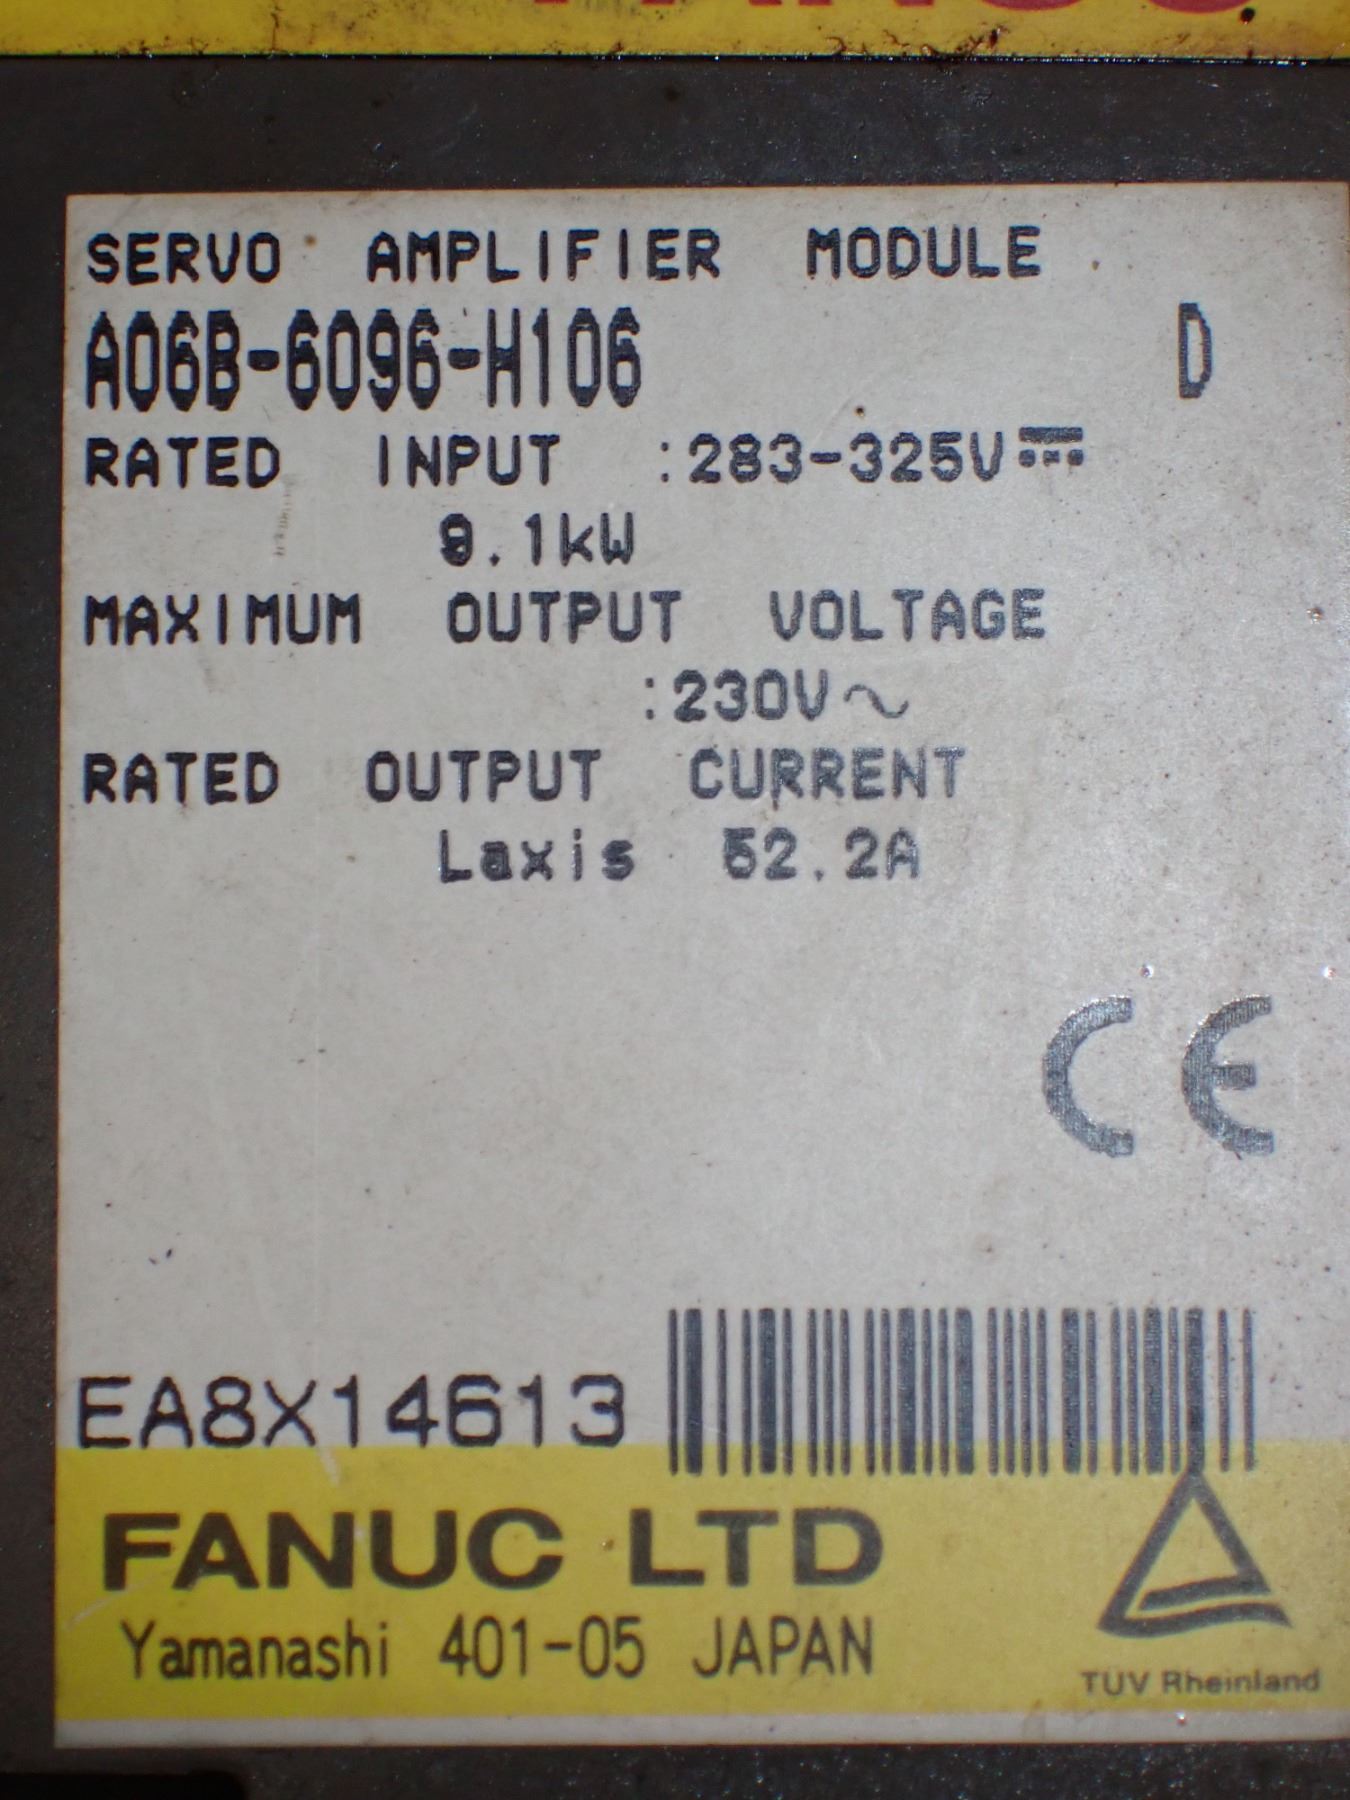 SERVO AMPLIFIER MODULE
A06B-6096-H106 D
RATED INPUT :283-325V⎓
9.1kW
MAXIMUM OUTPUT VOLTAGE
:230V~
RATED OUTPUT CURRENT
Laxis 52.2A
CE
EA8X14613
FANUC LTD
Yamanashi 401-05 JAPAN
TUV Rheinland